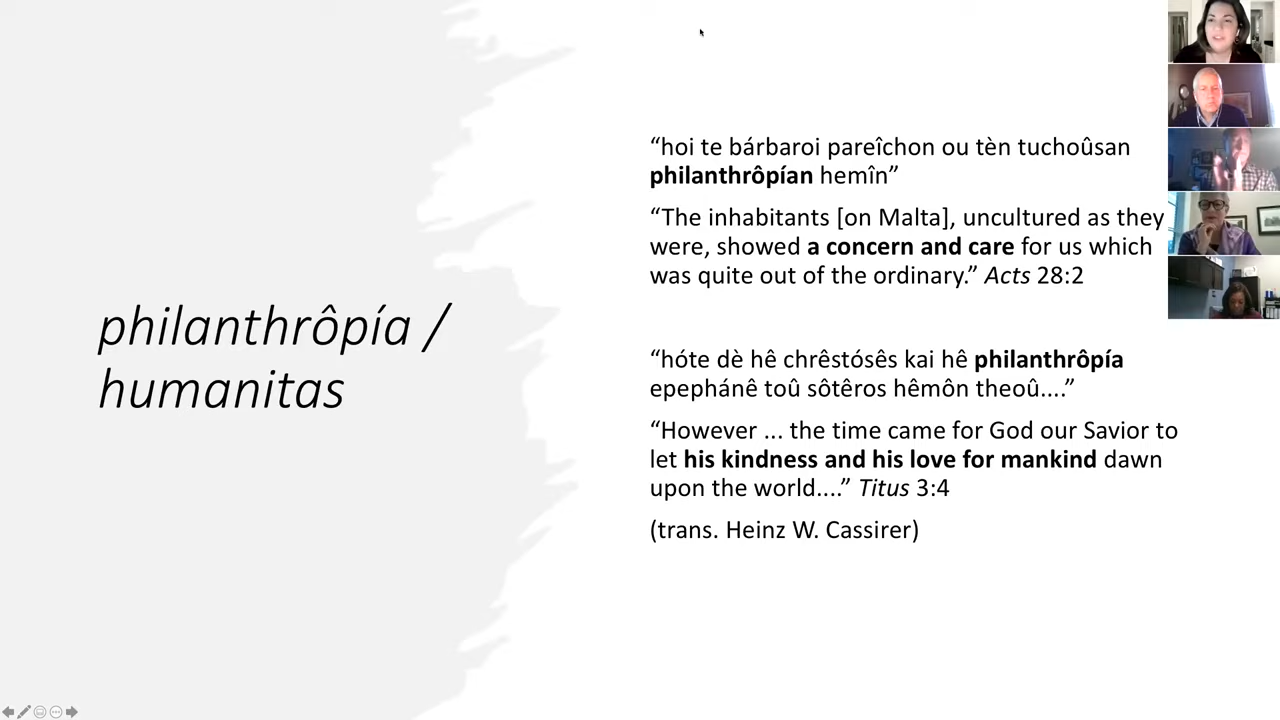 philanthrôpía /
humanitas
“hoi te bárbaroi pareîchon ou tèn tuchoûsan
philanthrôpían hemîn”
“The inhabitants [on Malta], uncultured as they
were, showed a concern and care for us which
was quite out of the ordinary.” Acts 28:2
“hóte dè hê chrêstósês kai hê philanthrôpía
epephánê toû sôtêros hêmôn theoû....”
“However ... the time came for God our Savior to
let his kindness and his love for mankind dawn
upon the world....” Titus 3:4
(trans. Heinz W. Cassirer)